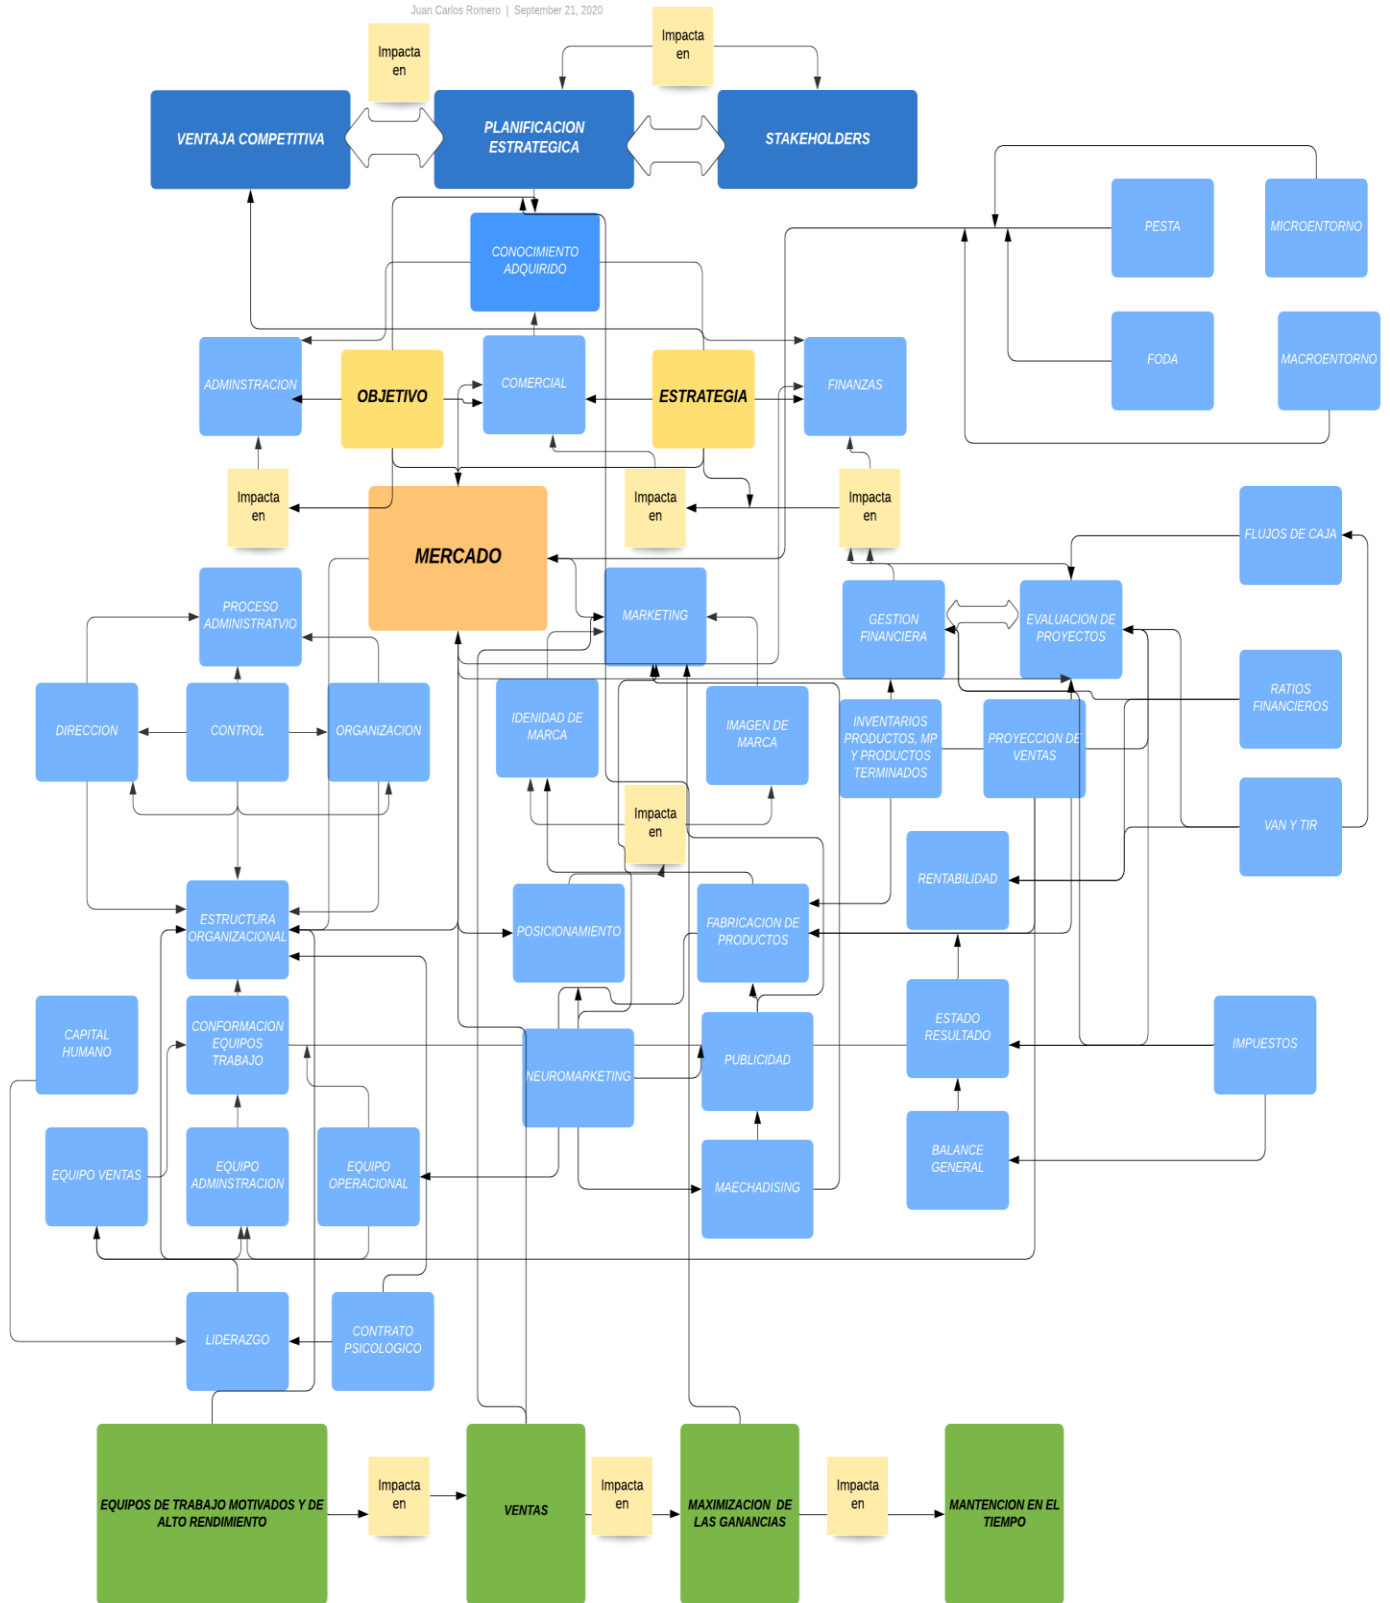 Juan Carlos Romero | September 21, 2020
Impacta
en
Impacta
en
VENTAJA COMPETITIVA
PLANIFICACION
ESTRATEGICA
STAKEHOLDERS
PESTA
MICROENTORNO
CONOCIMIENTO
ADQUIRIDO
FODA
MACROENTORNO
ADMINSTRACION
OBJETIVO
COMERCIAL
ESTRATEGIA
FINANZAS
Impacta
en
Impacta
en
Impacta
en
MERCADO
FLUJOS DE CAJA
PROCESO
ADMINISTRATVIO
MARKETING
GESTION
FINANCIERA
EVALUACION DE
PROYECTOS
DIRECCION
CONTROL
ORGANIZACION
IDENIDAD DE
MARCA
IMAGEN DE
MARCA
INVENTARIOS
PRODUCTOS, MP
Y PRODUCTOS
TERMINADOS
PROYECCION DE
VENTAS
RATIOS
FINANCIEROS
Impacta
en
VAN Y TIR
RENTABILIDAD
ESTRUCTURA
ORGANIZACIONAL
POSICIONAMIENTO
FABRICACION DE
PRODUCTOS
CAPITAL
HUMANO
CONFORMACION
EQUIPOS
TRABAJO
NEUROMARKETING
PUBLICIDAD
ESTADO
RESULTADO
IMPUESTOS
EQUIPO VENTAS
EQUIPO
ADMINSTRACION
EQUIPO
OPERACIONAL
MAECHADISING
BALANCE
GENERAL
LIDERAZGO
CONTRATO
PSICOLOGICO
EQUIPOS DE TRABAJO MOTIVADOS Y DE
ALTO RENDIMIENTO
Impacta
en
VENTAS
Impacta
en
MAXIMIZACION DE
LAS GANANCIAS
Impacta
en
MANTENCION EN EL
TIEMPO